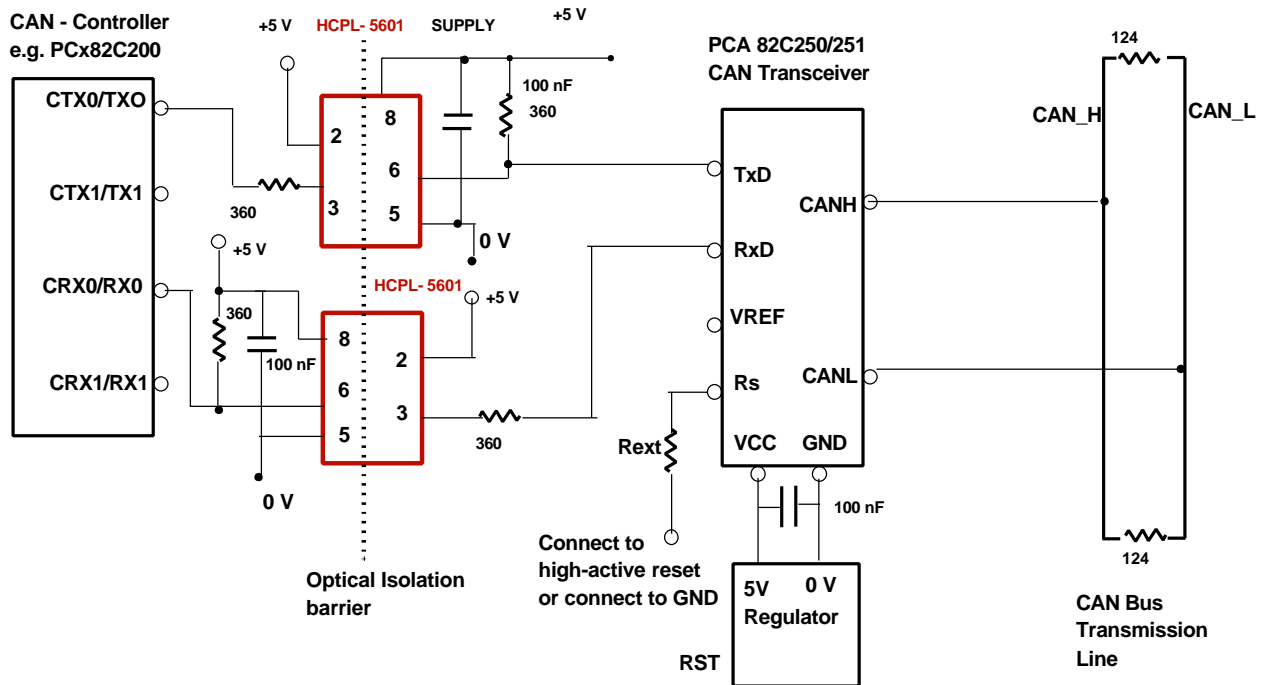 CAN - Controller
e.g. PCx82C200
CTX0/TXO
CTX1/TX1
CRX0/RX0
CRX1/RX1
+5 V
HCPL- 5601
SUPPLY
+5 V
2
3
8
6
5
100 nF
360
360
0 V
+5 V
360
100 nF
0 V
HCPL- 5601
+5 V
8
6
5
2
3
360
Optical Isolation
barrier
PCA 82C250/251
CAN Transceiver
TxD
RxD
VREF
Rs
CANH
CANL
VCC
GND
Rext
100 nF
Connect to
high-active reset
or connect to GND
5V
0 V
Regulator
RST
124
CAN_H
CAN_L
124
CAN Bus
Transmission
Line